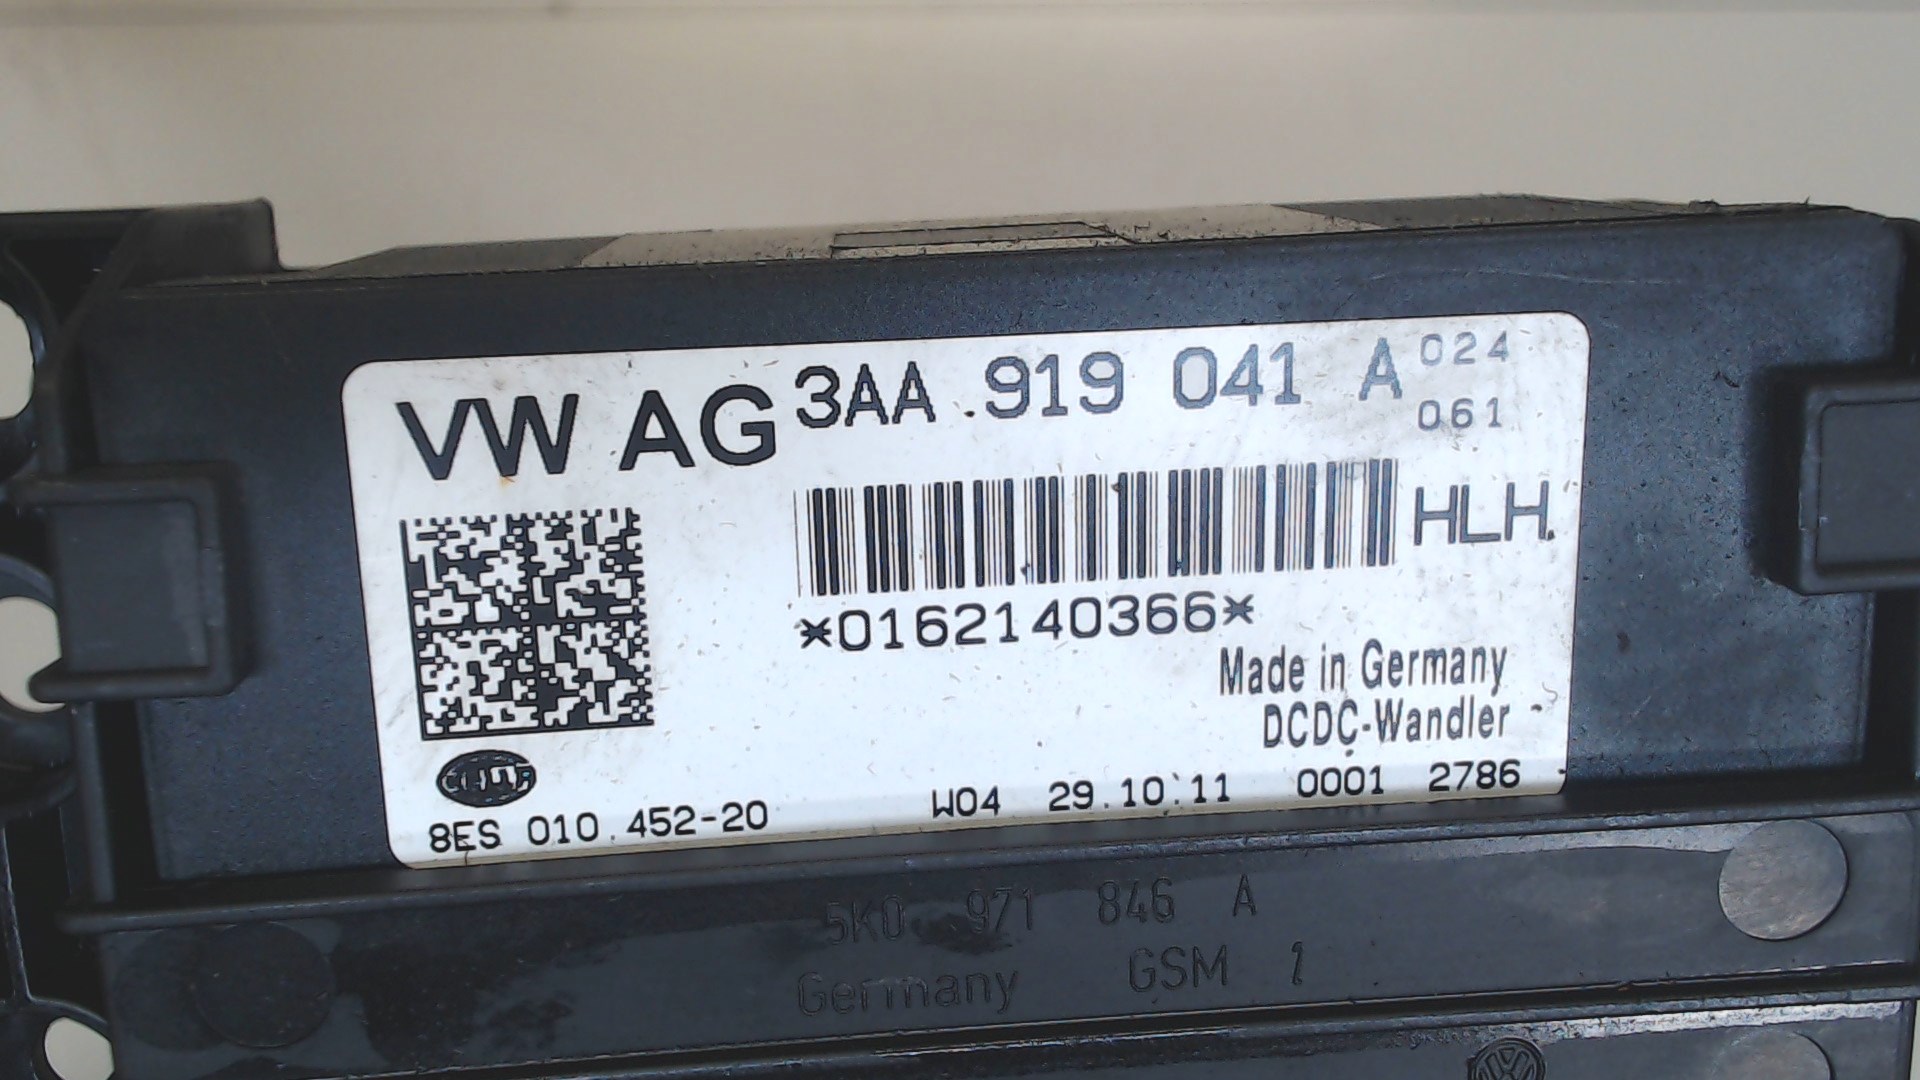 VW AG 3AA 919 041 A 024
061
HLH
*0162140366*
Made in Germany
DCDC-Wandler
8ES 010.452-20 W04 29.10.11 0001 2786
5K0 971 846 A
Germany GSM 1